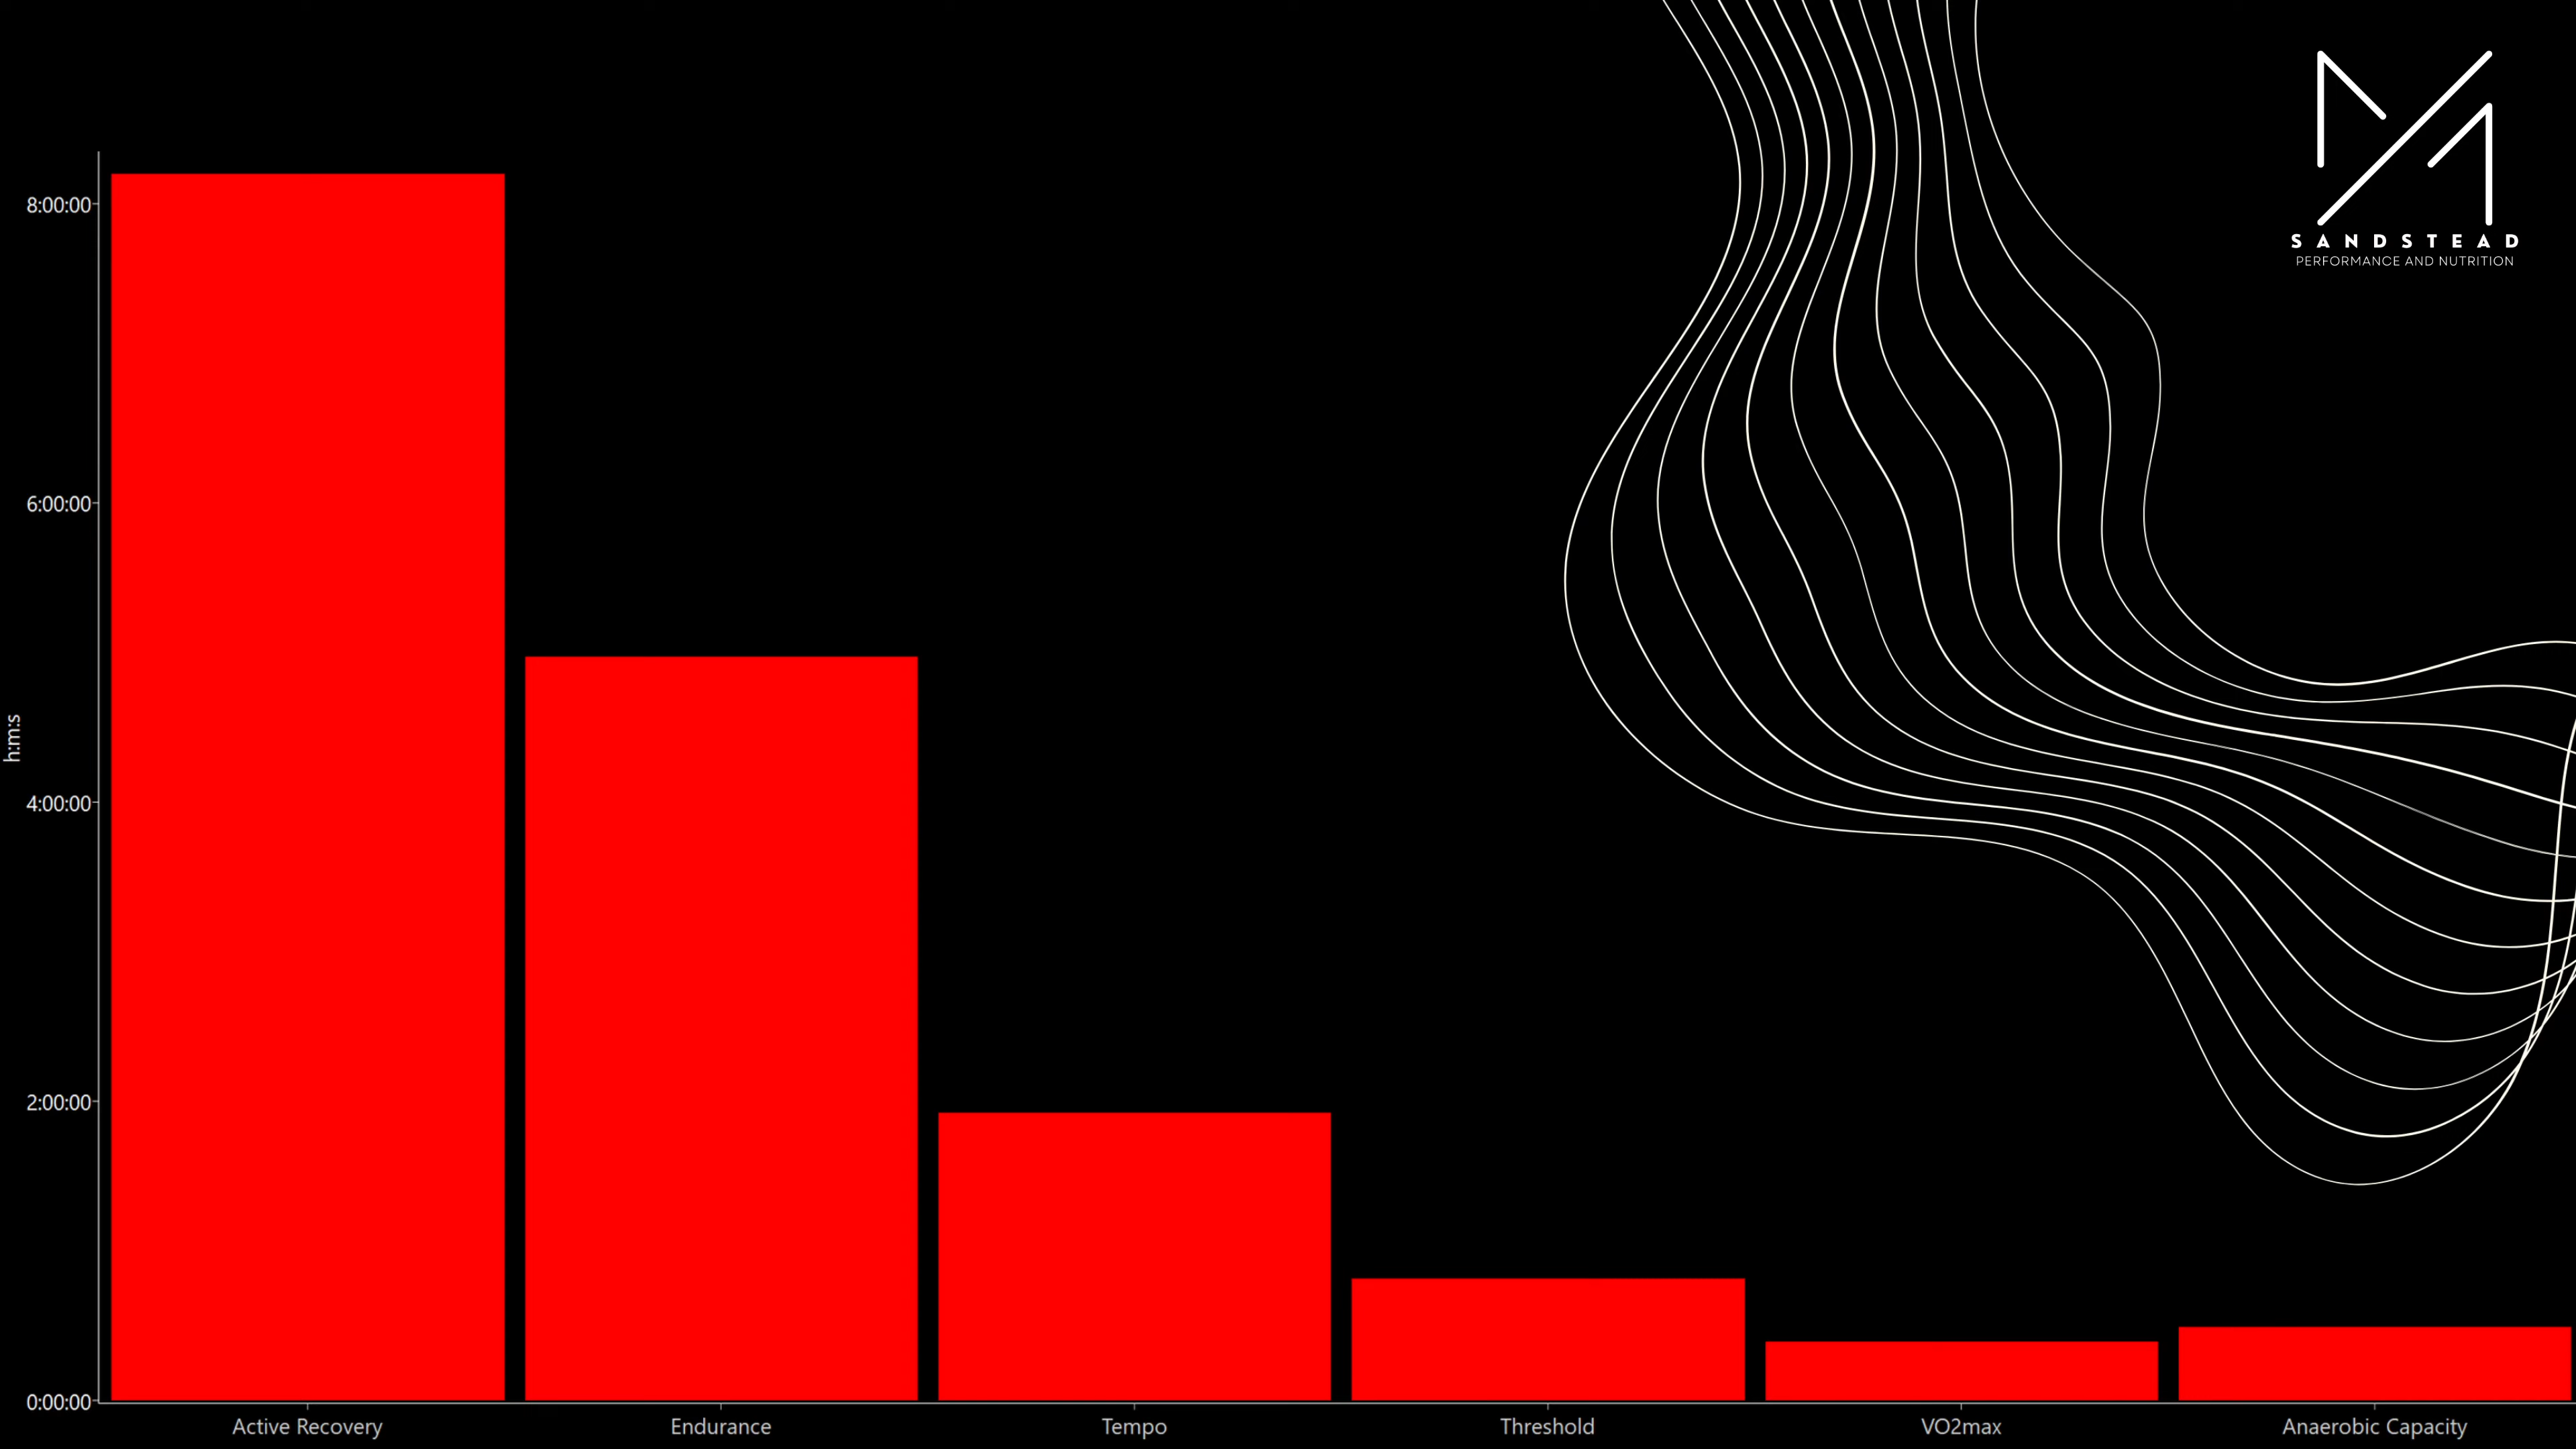 SANDSTEAD
PERFORMANCE AND NUTRITION
8:00:00
6:00:00
h:m:s
4:00:00
2:00:00
0:00:00
Active Recovery
Endurance
Tempo
Threshold
VO2max
Anaerobic Capacity